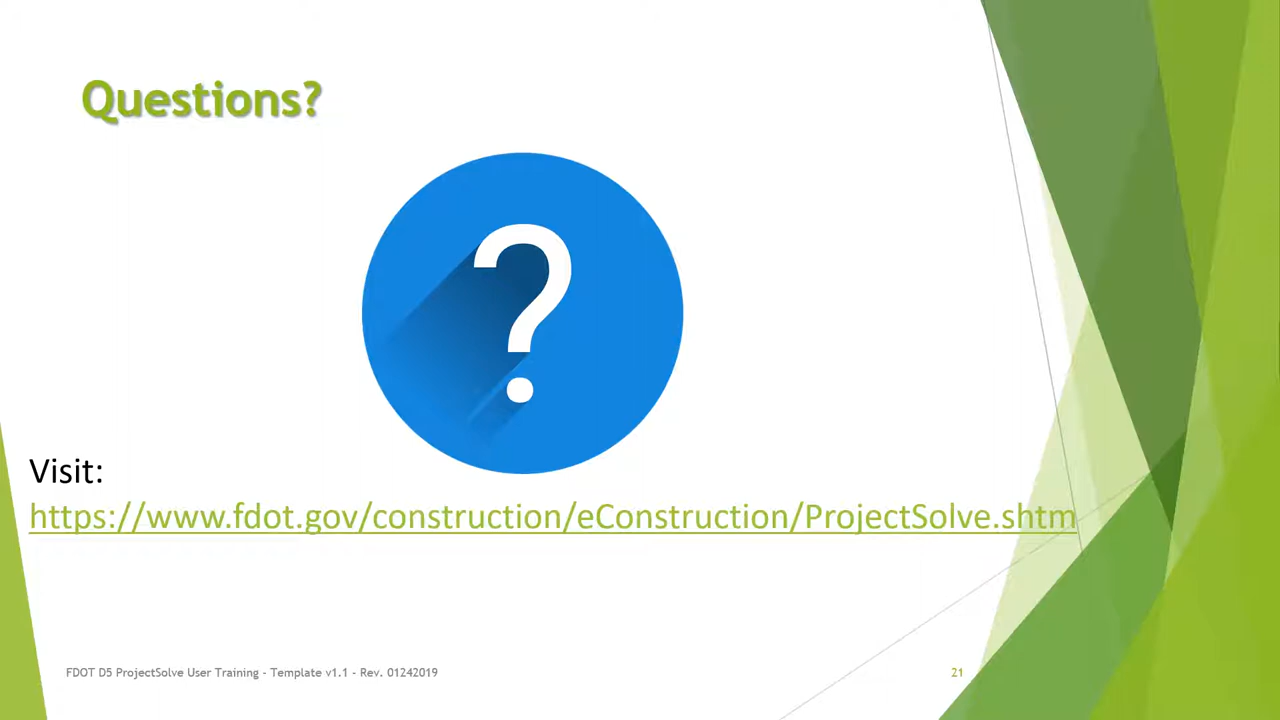 Questions?
?
Visit:
https://www.fdot.gov/construction/eConstruction/ProjectSolve.shtm
FDOT D5 ProjectSolve User Training - Template v1.1 - Rev. 01242019
21